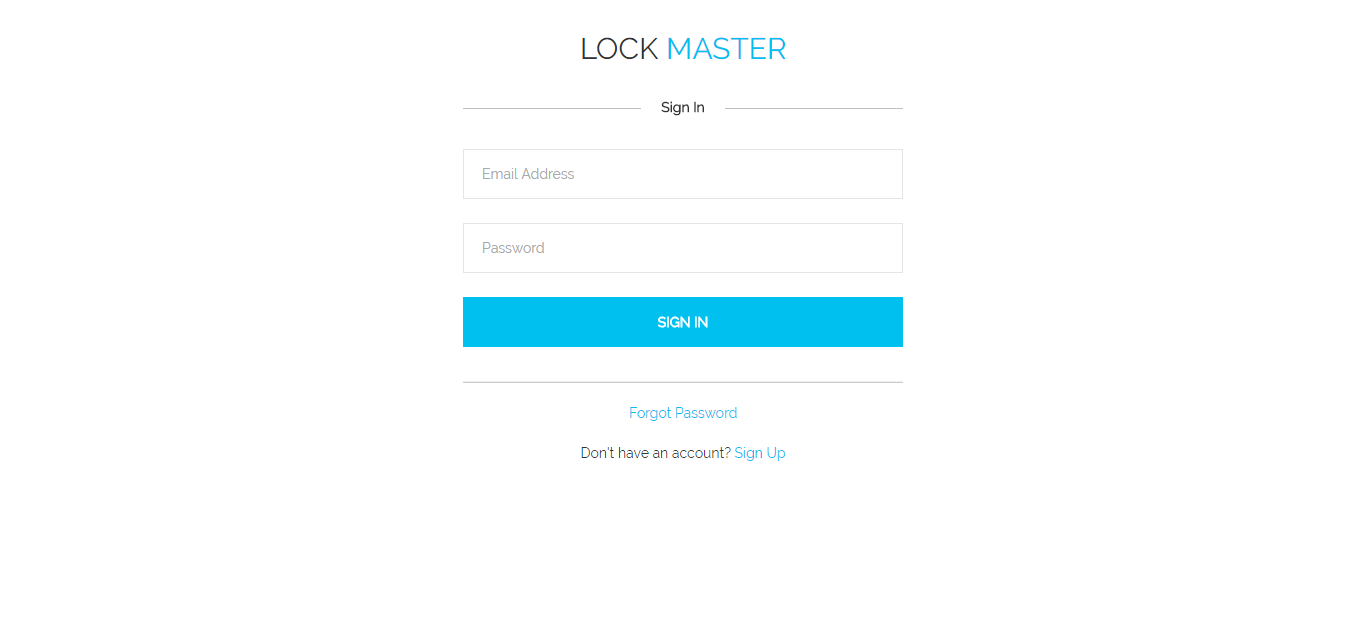 LOCK MASTER
Sign In
Email Address
Password
SIGN IN
Forgot Password
Don't have an account? Sign Up